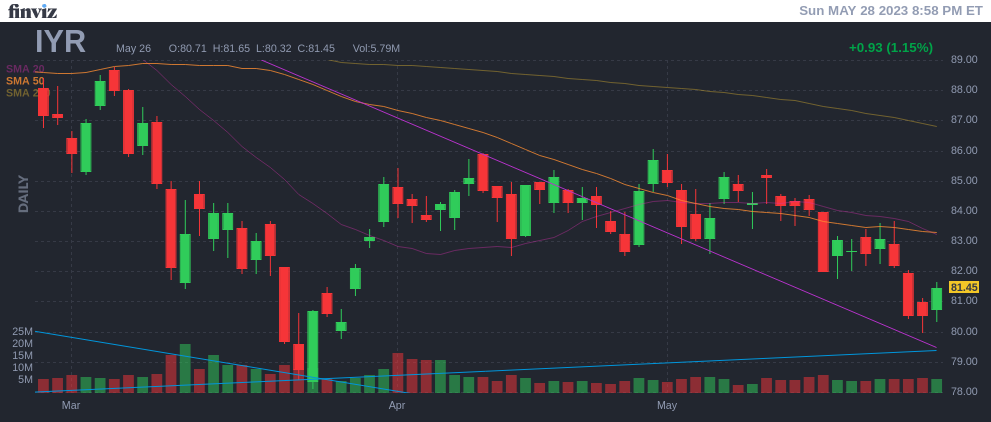 finviz
Sun MAY 28 2023 8:58 PM ET
IYR
May 26 O:80.71 H:81.65 L:80.32 C:81.45 Vol:5.79M
+0.93 (1.15%)
SMA 20
SMA 50
SMA 200
DAILY
89.00
88.00
87.00
86.00
85.00
84.00
83.00
82.00
81.45
81.00
80.00
79.00
78.00
25M
20M
15M
10M
5M
Mar Apr May